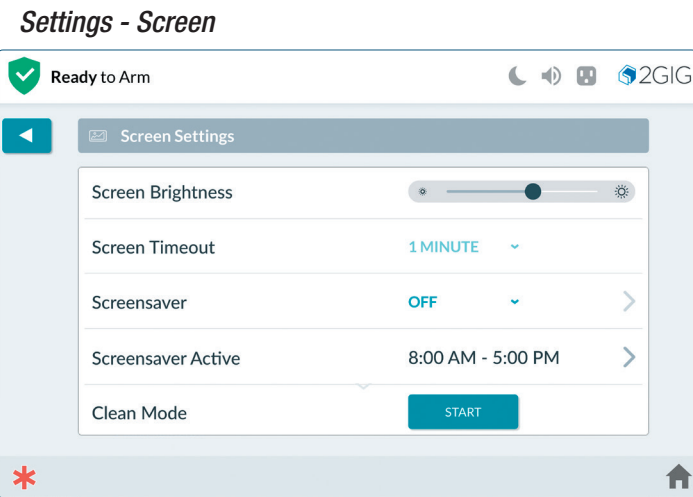 Settings - Screen
Ready to Arm
2GIG
Screen Settings
Screen Brightness
Screen Timeout 1 MINUTE
Screensaver OFF
Screensaver Active 8:00 AM - 5:00 PM
Clean Mode START